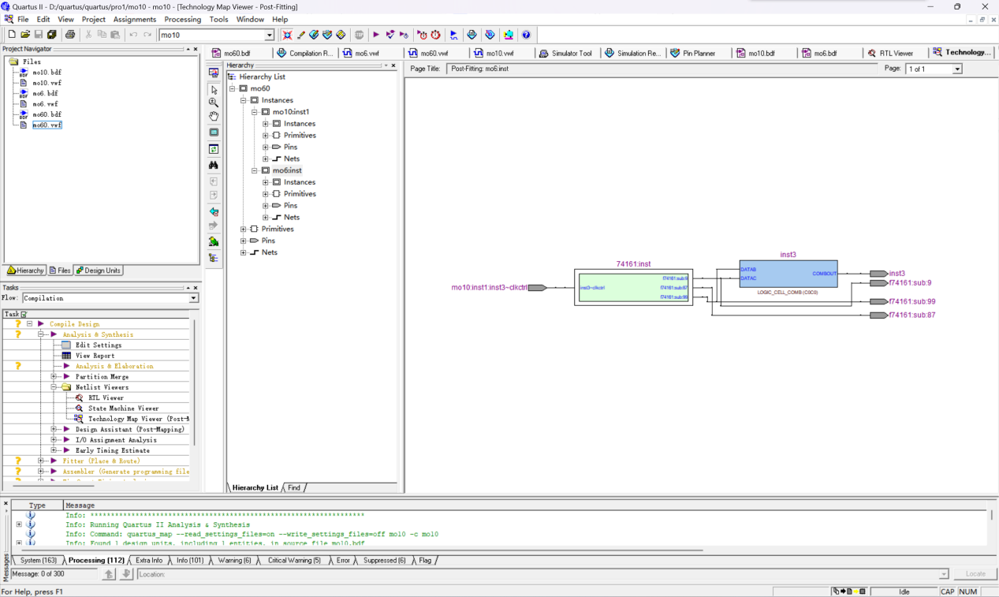 Quartus II - D:/quartus/quartus/pro1/mo10 - mo10 - [Technology Map Viewer - Post-Fitting]
File Edit View Project Assignments Processing Tools Window Help
mo10
Project Navigator
Files
mo10.bdf
mo10.vwf
mo6.bdf
mo6.vwf
mo60.bdf
mo60.vwf
Hierarchy Files Design Units
Tasks
Flow: Compilation
Task
Compile Design
Analysis & Synthesis
Edit Settings
View Report
Analysis & Elaboration
Partition Merge
Netlist Viewers
RTL Viewer
State Machine Viewer
Technology Map Viewer (Post-M
Design Assistant (Post-Mapping)
I/O Assignment Analysis
Early Timing Estimate
Fitter (Place & Route)
Assembler (Generate programming file
mo60.bdf Compilation R... mo6.vwf mo60.vwf mo10.vwf Simulator Tool Simulation Re... Pin Planner mo10.bdf mo6.bdf RTL Viewer Technology...
Hierarchy
Hierarchy List
mo60
Instances
mo10:inst1
Instances
Primitives
Pins
Nets
mo6:inst
Instances
Primitives
Pins
Nets
Primitives
Pins
Nets
Hierarchy List Find
Page Title: Post-Fitting: mo6:inst Page: 1 of 1
mo10:inst1:inst3~clkctrl
74161:inst
inst3~clkctrl
f74161:sub:9
f74161:sub:87
f74161:sub:99
inst3
DATAB
DATAC
COMBOUT
LOGIC_CELL_COMB (C0C0)
inst3
f74161:sub:9
f74161:sub:99
f74161:sub:87
Type Message
Info: *******************************************************************
Info: Running Quartus II Analysis & Synthesis
Info: Command: quartus_map --read_settings_files=on --write_settings_files=off mo10 -c mo10
Info: Found 1 design units, including 1 entities, in source file mo10.bdf
System (163) Processing (112) Extra Info Info (101) Warning (6) Critical Warning (5) Error Suppressed (6) Flag
Messages
Message: 0 of 300 Location: Locate
For Help, press F1 Idle CAP NUM